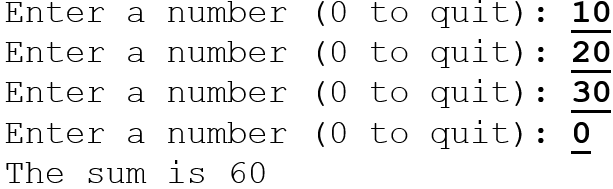 Enter a number (0 to quit): 10
Enter a number (0 to quit): 20
Enter a number (0 to quit): 30
Enter a number (0 to quit): 0
The sum is 60